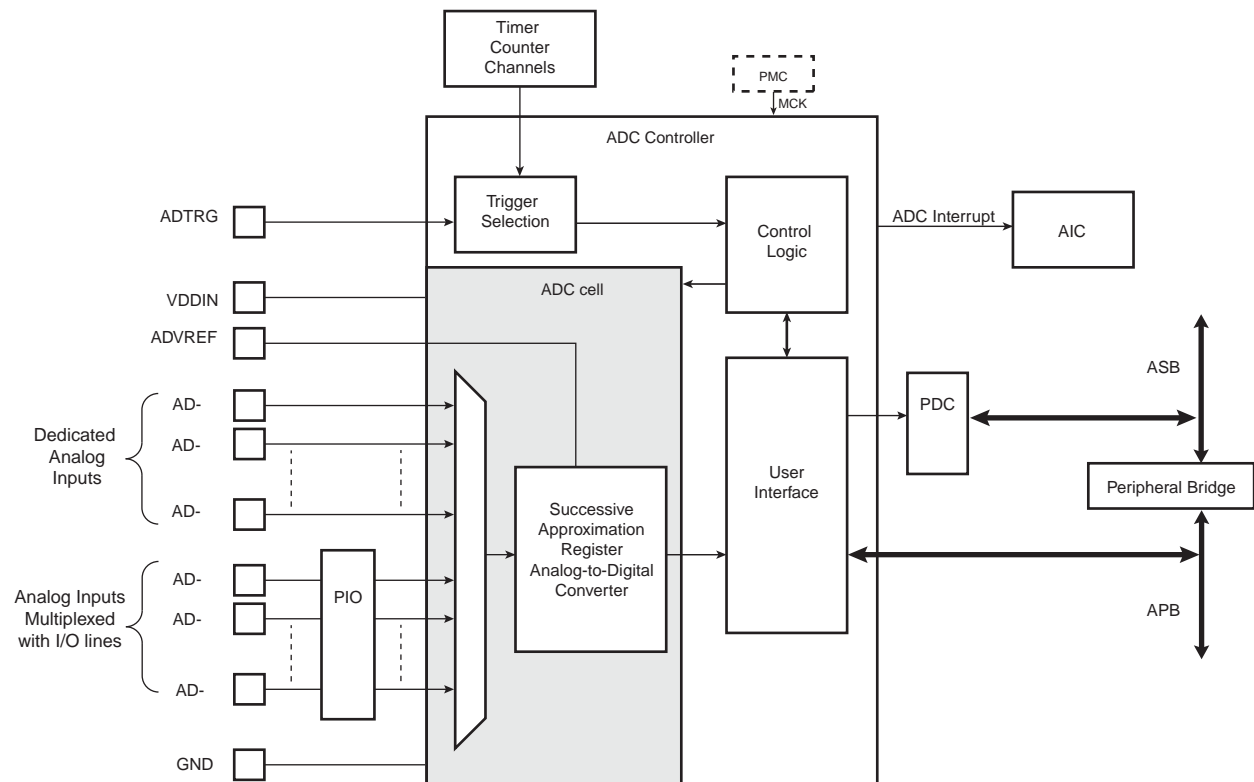 Timer
Counter
Channels
PMC
MCK
ADC Controller
ADTRG
Trigger
Selection
Control
Logic
ADC Interrupt
AIC
VDDIN
ADC cell
ADVREF
ASB
PDC
Dedicated
Analog
Inputs
AD-
AD-
AD-
User
Interface
Peripheral Bridge
Successive
Approximation
Register
Analog-to-Digital
Converter
Analog Inputs
Multiplexed
with I/O lines
AD-
AD-
AD-
PIO
APB
GND